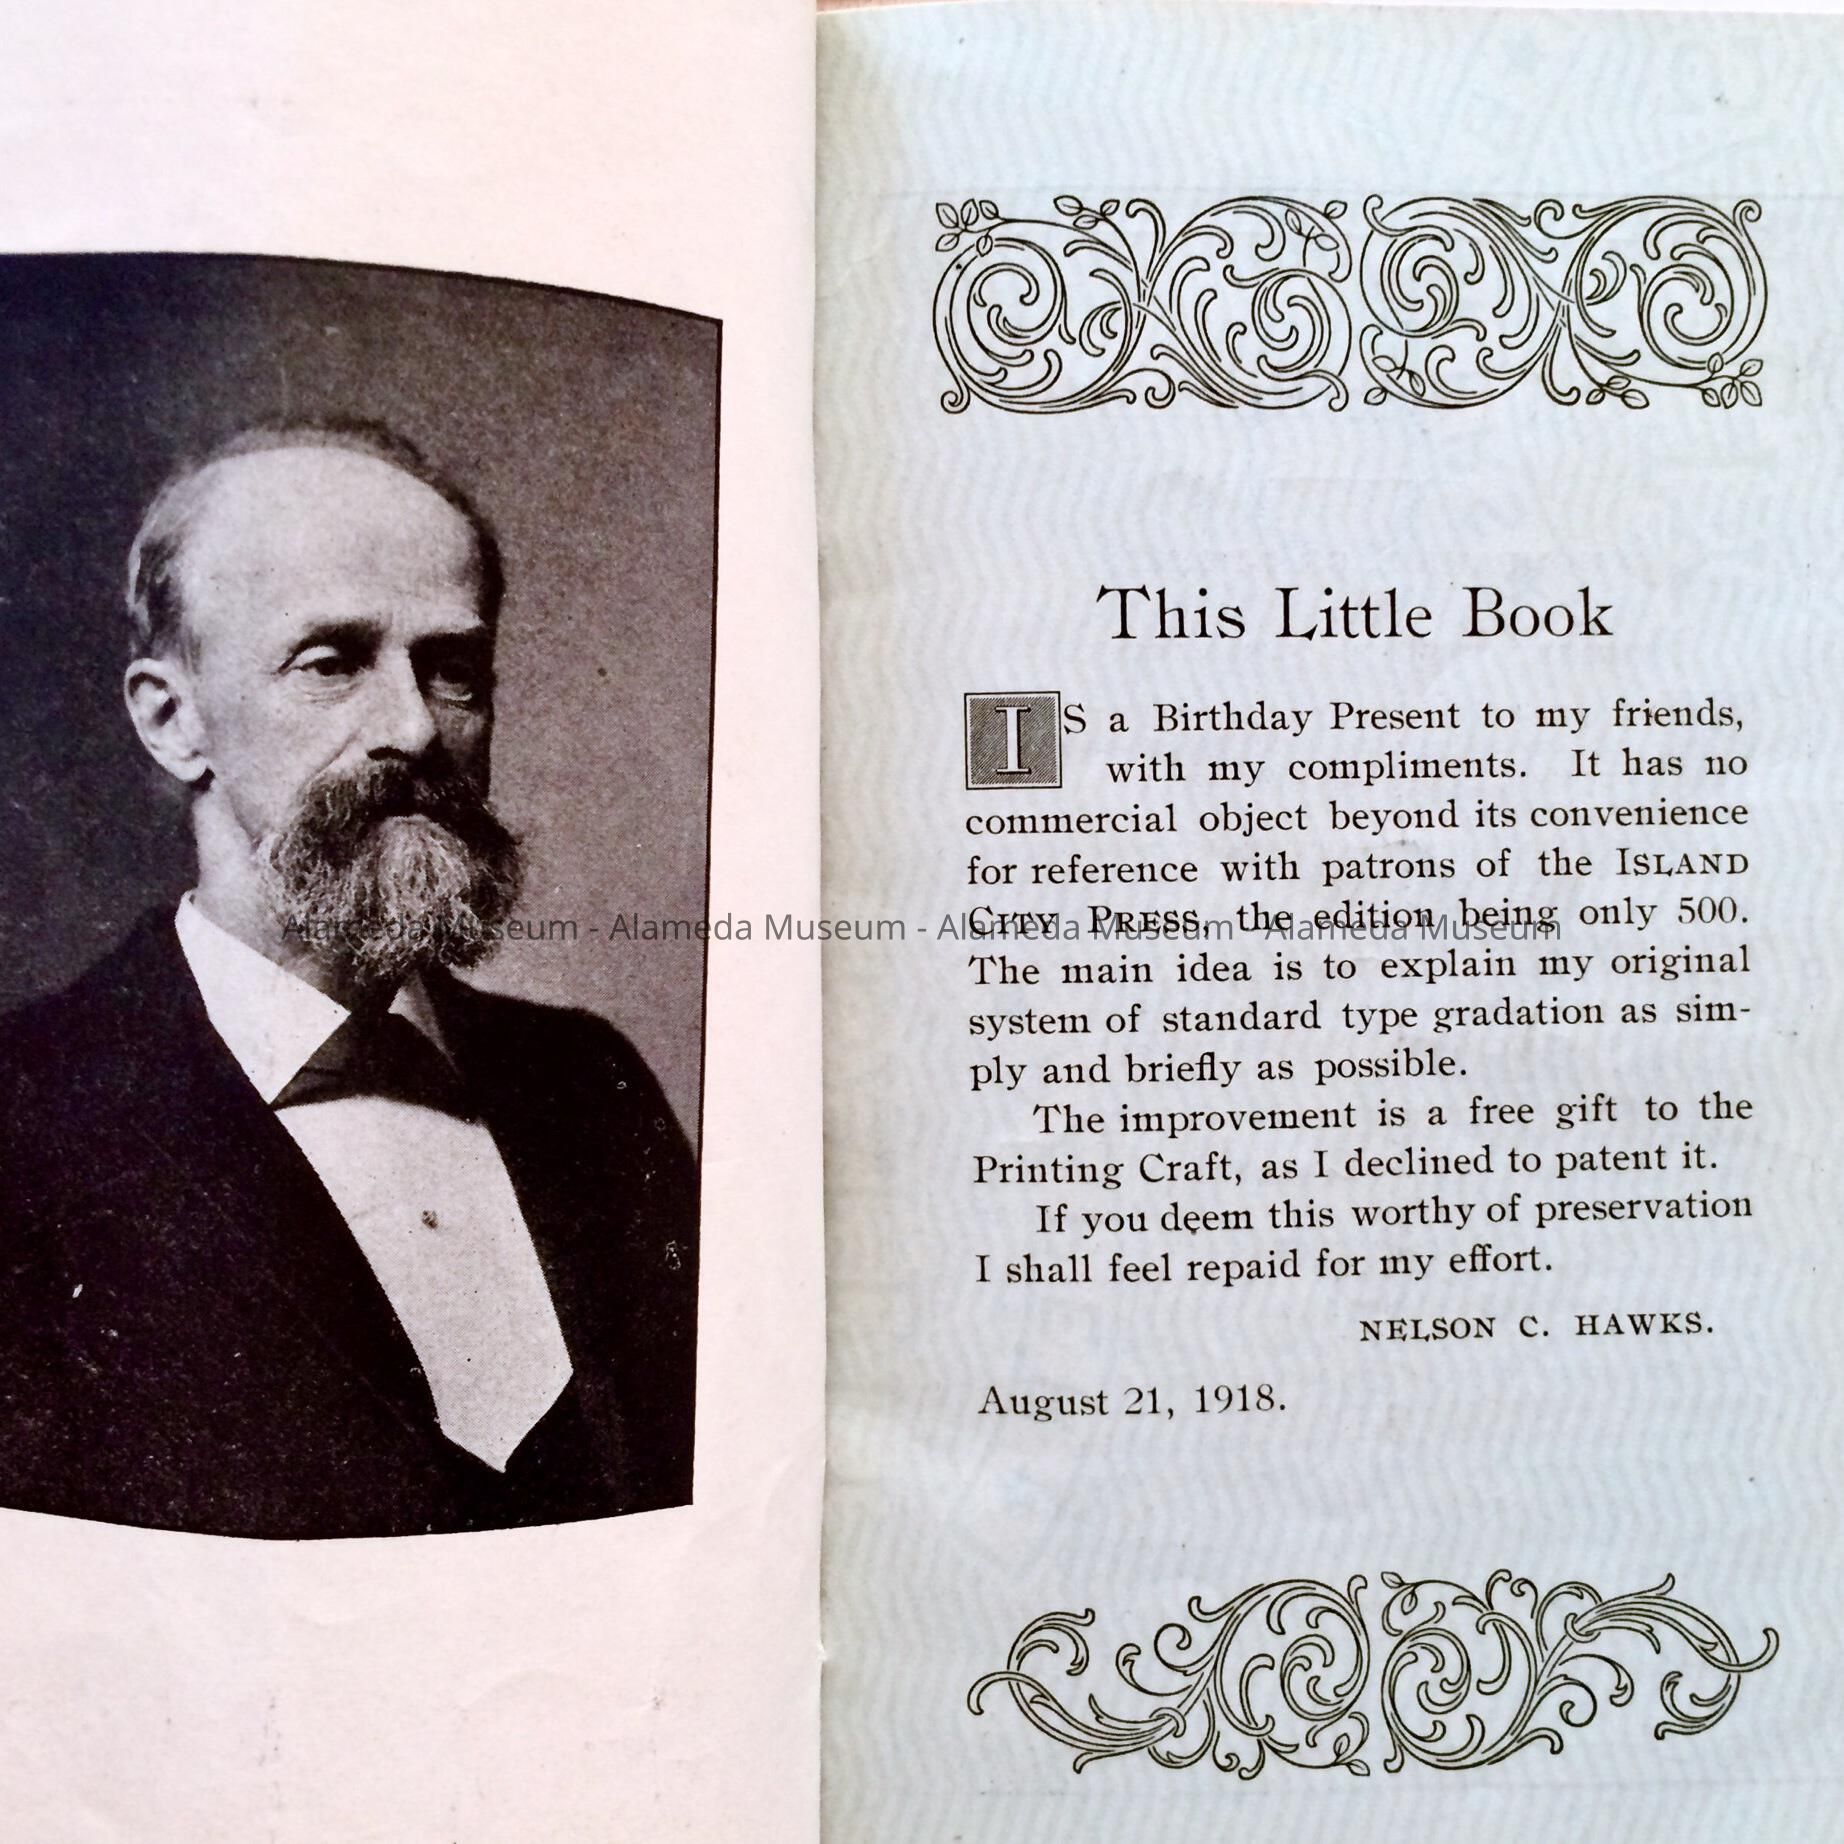 This Little Book
IS a Birthday Present to my friends,
with my compliments. It has no
commercial object beyond its convenience
for reference with patrons of the ISLAND
CITY PRESS, the edition being only 500.
Alameda Museum - Alameda Museum - Alameda Museum - Alameda Museum
The main idea is to explain my original
system of standard type gradation as sim-
ply and briefly as possible.
The improvement is a free gift to the
Printing Craft, as I declined to patent it.
If you deem this worthy of preservation
I shall feel repaid for my effort.
NELSON C. HAWKS.
August 21, 1918.